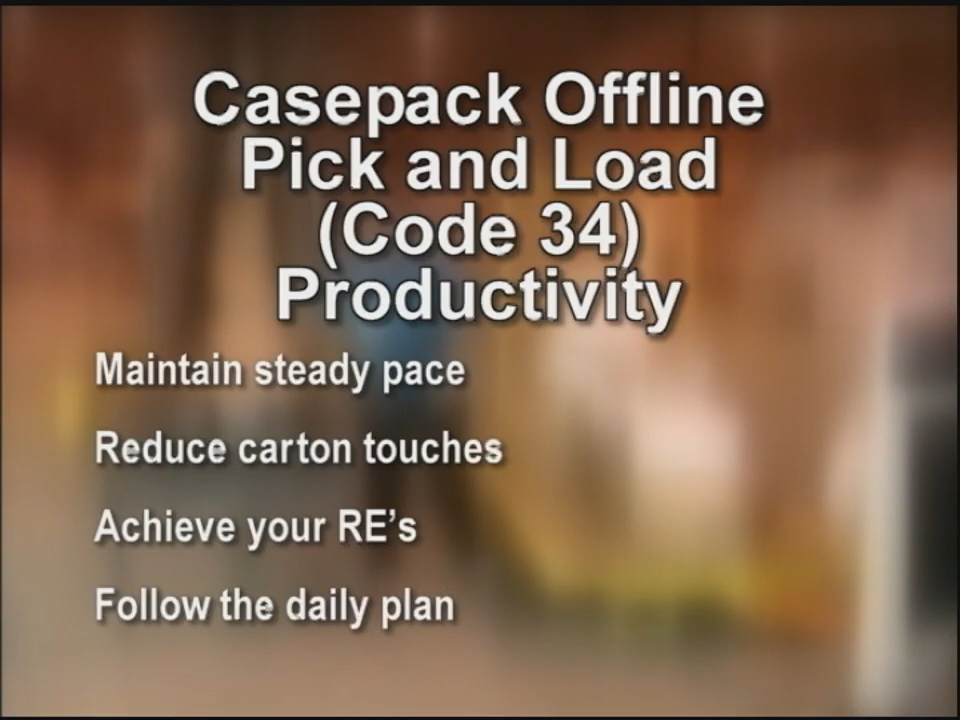 Casepack Offline
Pick and Load
(Code 34)
Productivity
Maintain steady pace
Reduce carton touches
Achieve your RE’s
Follow the daily plan